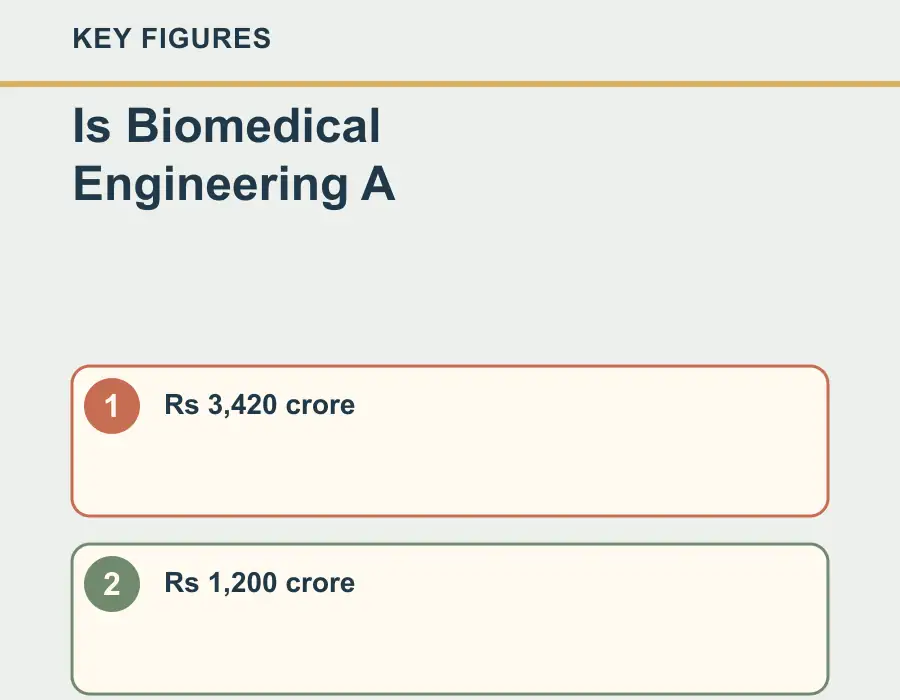 KEY FIGURES
Is Biomedical
Engineering A
1
Rs 3,420 crore
2
Rs 1,200 crore